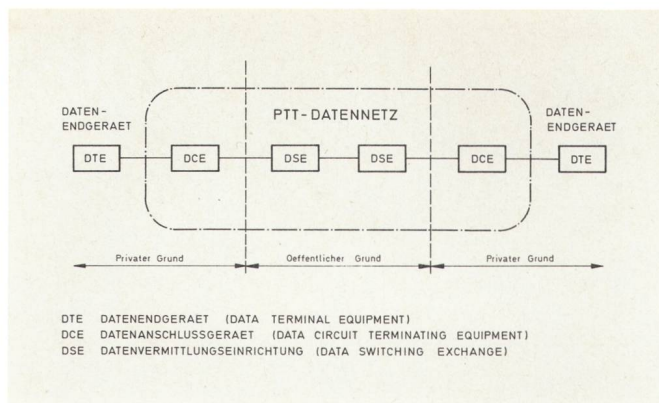 PTT-DATENNETZ
DATEN-
ENDGERAET
DATEN-
ENDGERAET
DTE
DCE
DSE
DSE
DCE
DTE
Privater Grund
Oeffentlicher Grund
Privater Grund
DTE DATENENDGERAET (DATA TERMINAL EQUIPMENT)
DCE DATENANSCHLUSSGERAET (DATA CIRCUIT TERMINATING EQUIPMENT)
DSE DATENVERMITTLUNGSEINRICHTUNG (DATA SWITCHING EXCHANGE)